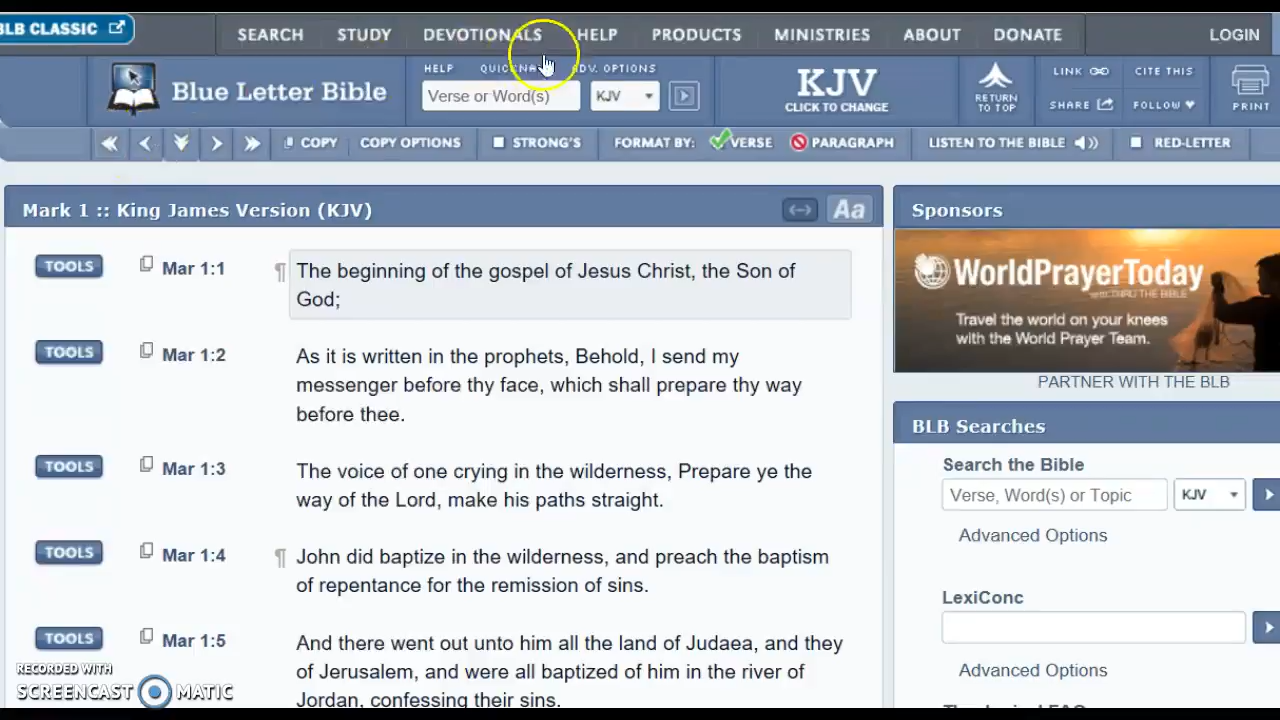 BLB CLASSIC
SEARCH STUDY DEVOTIONALS HELP PRODUCTS MINISTRIES ABOUT DONATE LOGIN
Blue Letter Bible
HELP ADV. OPTIONS
Verse or Word(s) KJV
KJV
CLICK TO CHANGE
RETURN
TO TOP
LINK CITE THIS
SHARE FOLLOW
PRINT
COPY COPY OPTIONS STRONG'S FORMAT BY: VERSE PARAGRAPH LISTEN TO THE BIBLE RED-LETTER
Mark 1 :: King James Version (KJV) Aa
TOOLS Mar 1:1 ¶ The beginning of the gospel of Jesus Christ, the Son of
God;
TOOLS Mar 1:2 As it is written in the prophets, Behold, I send my
messenger before thy face, which shall prepare thy way
before thee.
TOOLS Mar 1:3 The voice of one crying in the wilderness, Prepare ye the
way of the Lord, make his paths straight.
TOOLS Mar 1:4 ¶ John did baptize in the wilderness, and preach the baptism
of repentance for the remission of sins.
TOOLS Mar 1:5 And there went out unto him all the land of Judaea, and they
of Jerusalem, and were all baptized of him in the river of
Jordan, confessing their sins.
RECORDED WITH
SCREENCAST MATIC
Sponsors
WorldPrayerToday
with THRU THE BIBLE
Travel the world on your knees
with the World Prayer Team.
PARTNER WITH THE BLB
BLB Searches
Search the Bible
Verse, Word(s) or Topic KJV
Advanced Options
LexiConc
Advanced Options